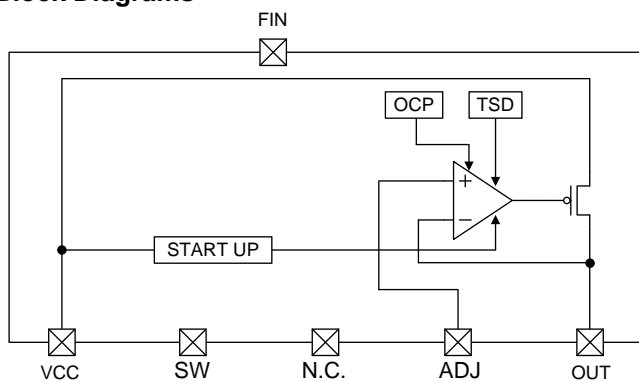 Block Diagrams
FIN
OCP
TSD
+
−
START UP
VCC
SW
N.C.
ADJ
OUT